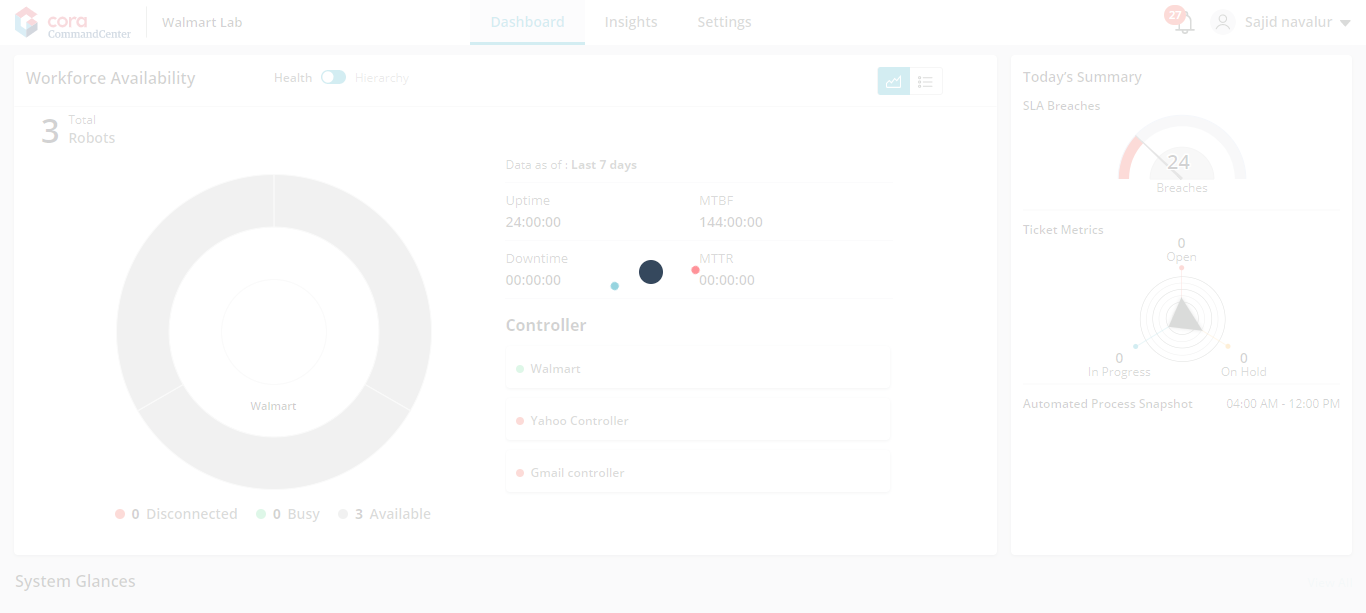 cora
CommandCenter
Walmart Lab
Dashboard
Insights
Settings
27
Sajid navalur
Workforce Availability
Health
Hierarchy
3
Total
Robots
Walmart
0 Disconnected
0 Busy
3 Available
Data as of : Last 7 days
Uptime
24:00:00
MTBF
144:00:00
Downtime
00:00:00
MTTR
00:00:00
Controller
Walmart
Yahoo Controller
Gmail controller
Today's Summary
SLA Breaches
24
Breaches
Ticket Metrics
0
Open
0
In Progress
0
On Hold
Automated Process Snapshot
04:00 AM - 12:00 PM
System Glances